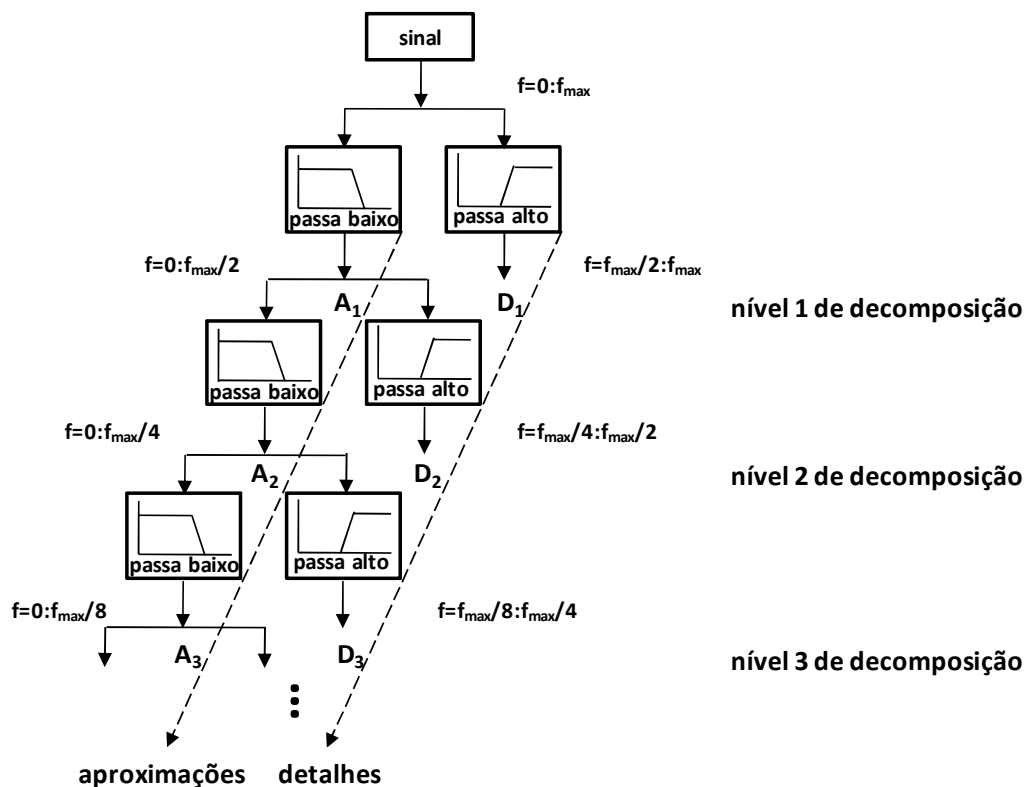 sinal
f=0:fmax
passa baixo
passa alto
f=0:fmax/2
f=fmax/2:fmax
A1
D1
nível 1 de decomposição
passa baixo
passa alto
f=0:fmax/4
f=fmax/4:fmax/2
A2
D2
nível 2 de decomposição
passa baixo
passa alto
f=0:fmax/8
f=fmax/8:fmax/4
A3
D3
nível 3 de decomposição
aproximações
detalhes